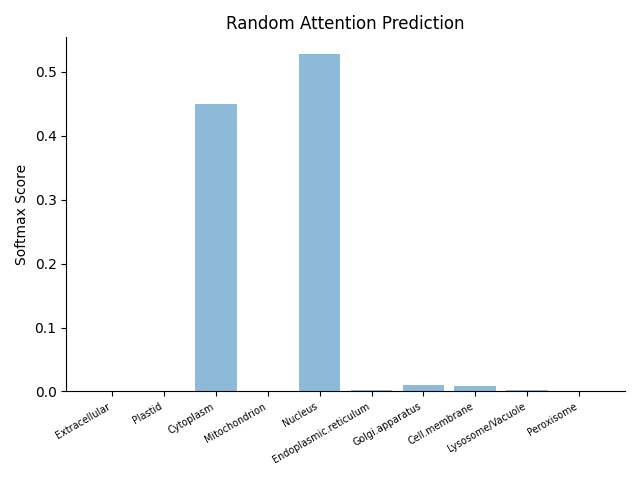 Random Attention Prediction
Softmax Score
0.5
0.4
0.3
0.2
0.1
0.0
Extracellular
Plastid
Cytoplasm
Mitochondrion
Nucleus
Endoplasmic.reticulum
Golgi.apparatus
Cell.membrane
Lysosome/Vacuole
Peroxisome